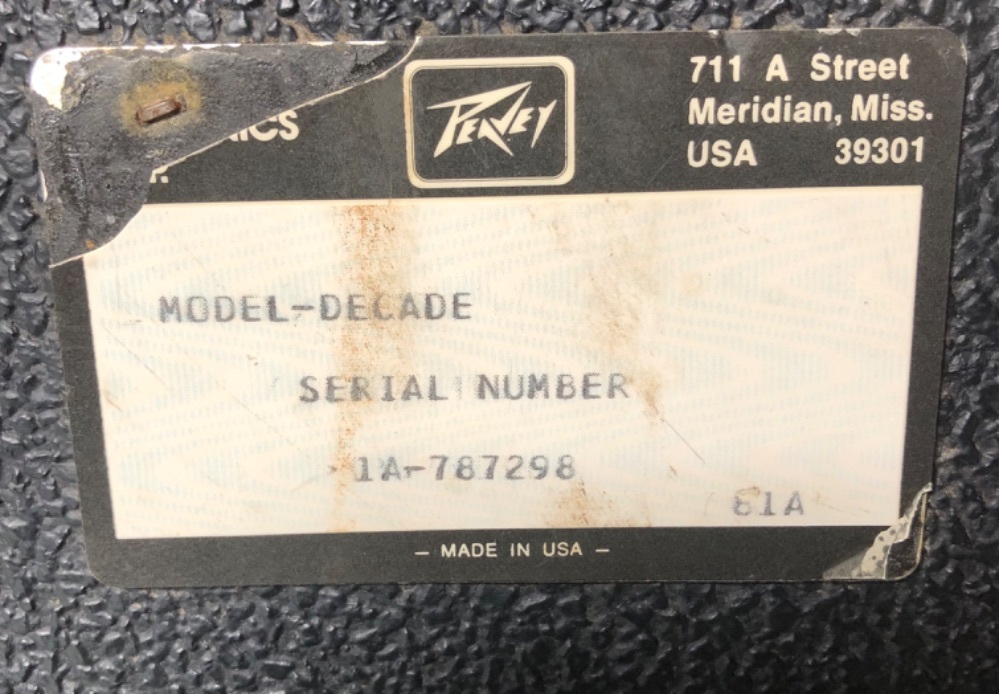 PEAVEY
711 A Street
Meridian, Miss.
USA 39301
MODEL-DECADE
SERIAL NUMBER
1A-787298
81A
— MADE IN USA —